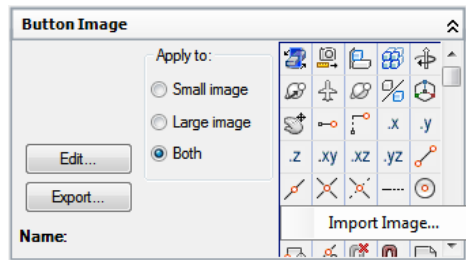 Button Image
Apply to:
Small image
Large image
Both
Edit...
Export...
Name:
.x .y
.z .xy .xz .yz
Import Image...